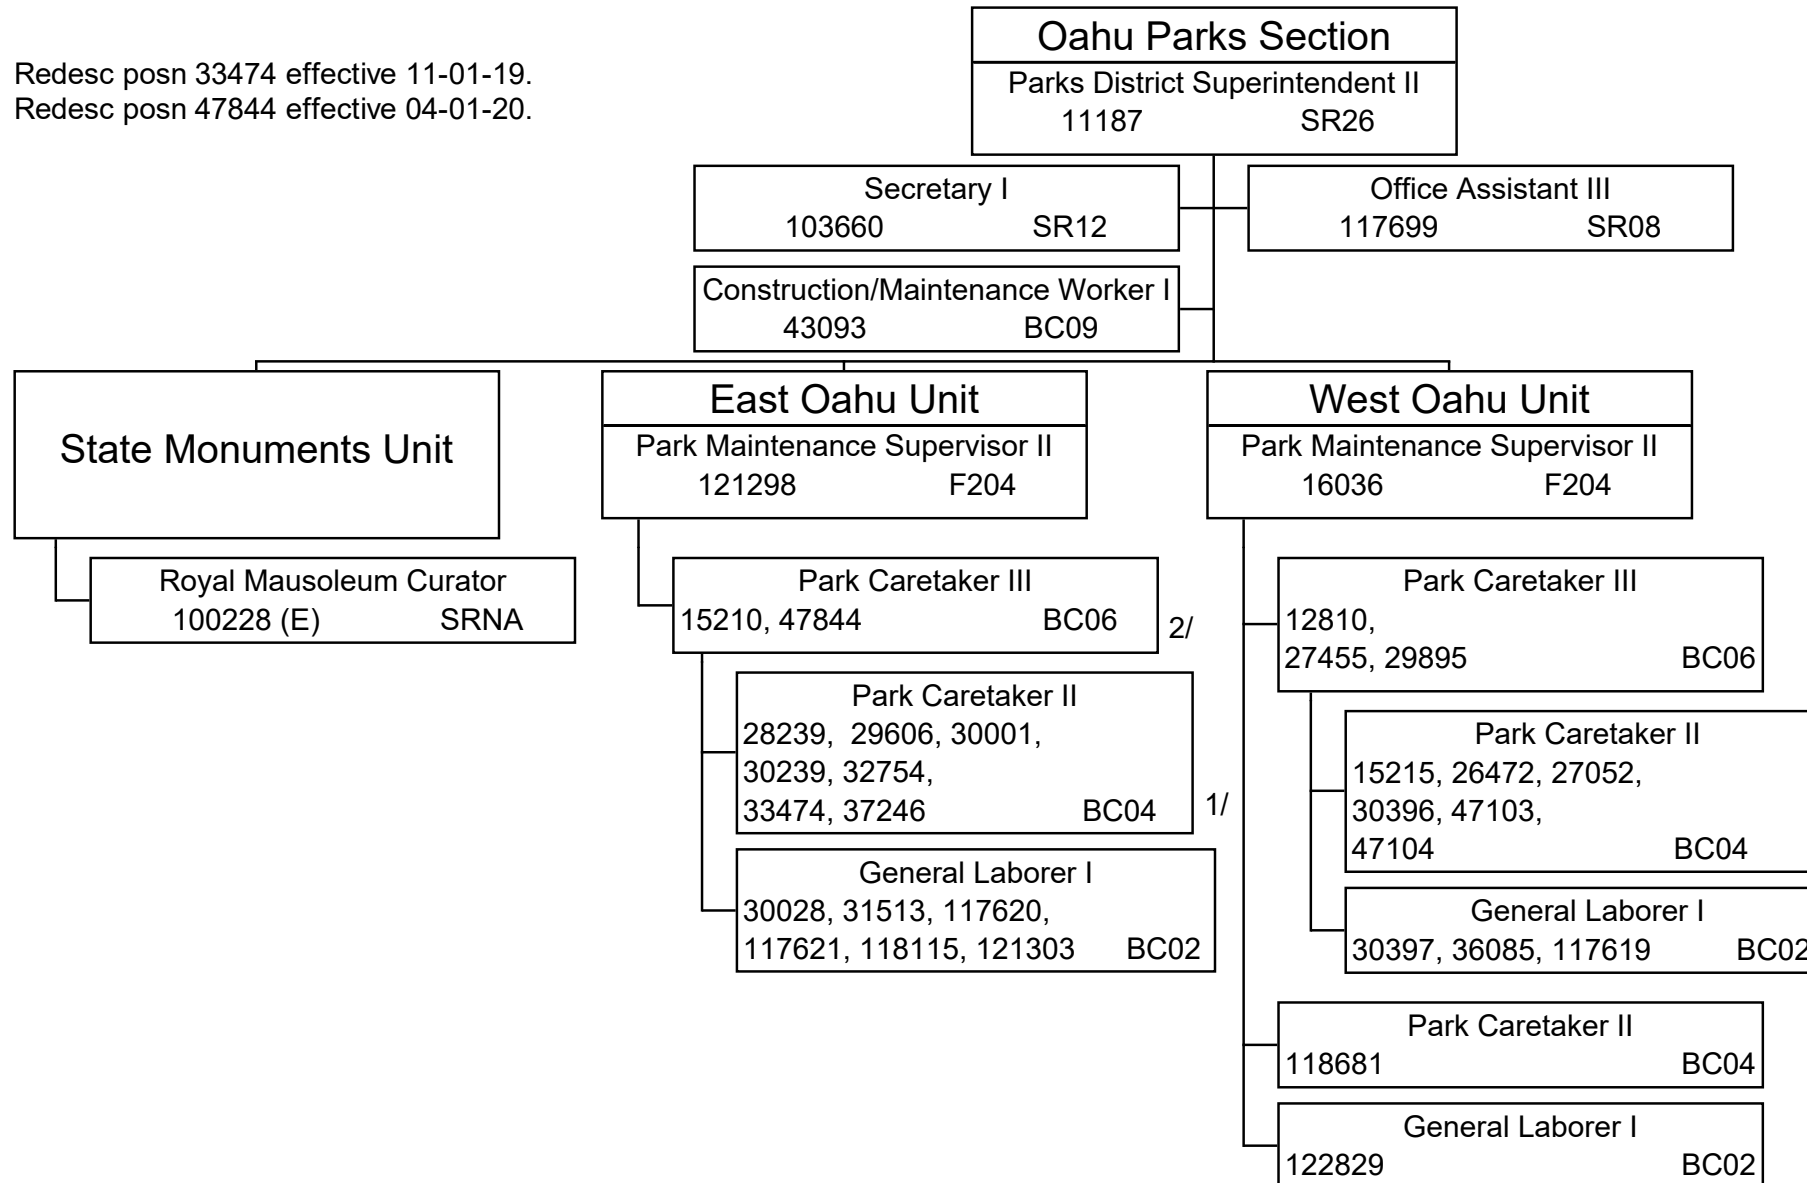 Redesc posn 33474 effective 11-01-19.
Redesc posn 47844 effective 04-01-20.
Oahu Parks Section
Parks District Superintendent II
11187 SR26
Secretary I
103660 SR12
Office Assistant III
117699 SR08
Construction/Maintenance Worker I
43093 BC09
State Monuments Unit
Royal Mausoleum Curator
100228 (E) SRNA
East Oahu Unit
Park Maintenance Supervisor II
121298 F204
Park Caretaker III
15210, 47844 BC06 2/
Park Caretaker II
28239, 29606, 30001,
30239, 32754,
33474, 37246 BC04 1/
General Laborer I
30028, 31513, 117620,
117621, 118115, 121303 BC02
West Oahu Unit
Park Maintenance Supervisor II
16036 F204
Park Caretaker III
12810,
27455, 29895 BC06
Park Caretaker II
15215, 26472, 27052,
30396, 47103,
47104 BC04
General Laborer I
30397, 36085, 117619 BC02
Park Caretaker II
118681 BC04
General Laborer I
122829 BC02